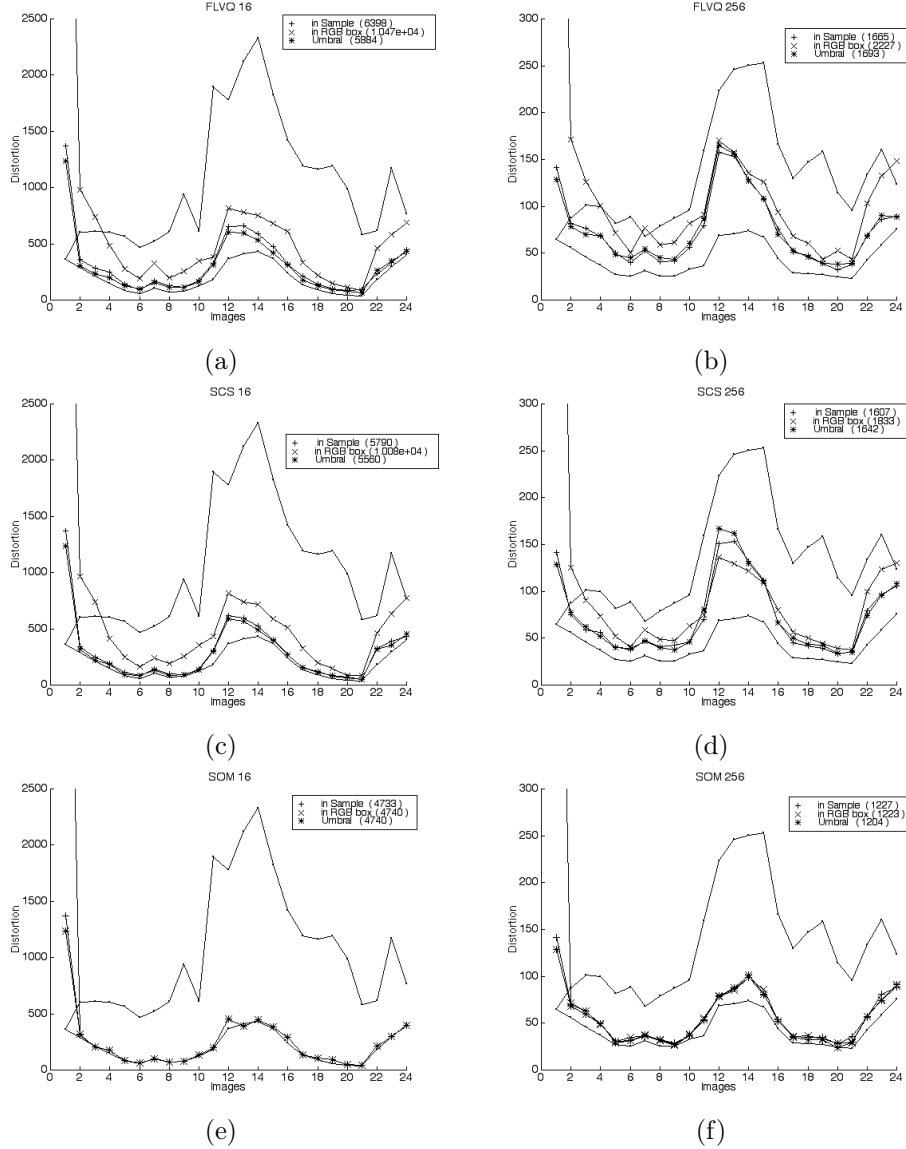 FLVQ 16
2500
2000
1500
1000
500
0
Distortion
in Sample (6398)
in RGB box (1.047e+04)
Umbral (5884)
0 2 4 6 8 10 12 14 16 18 20 22 24
Images
(a)
FLVQ 256
300
250
200
150
100
50
0
Distortion
in Sample (1665)
in RGB box (2227)
Umbral (1693)
0 2 4 6 8 10 12 14 16 18 20 22 24
Images
(b)
SCS 16
2500
2000
1500
1000
500
0
Distortion
in Sample (5790)
in RGB box (1.008e+04)
Umbral (5560)
0 2 4 6 8 10 12 14 16 18 20 22 24
Images
(c)
SCS 256
300
250
200
150
100
50
0
Distortion
in Sample (1607)
in RGB box (1833)
Umbral (1642)
0 2 4 6 8 10 12 14 16 18 20 22 24
Images
(d)
SOM 16
2500
2000
1500
1000
500
0
Distortion
in Sample (4733)
in RGB box (4740)
Umbral (4740)
0 2 4 6 8 10 12 14 16 18 20 22 24
Images
(e)
SOM 256
300
250
200
150
100
50
0
Distortion
in Sample (1227)
in RGB box (1223)
Umbral (1204)
0 2 4 6 8 10 12 14 16 18 20 22 24
Images
(f)